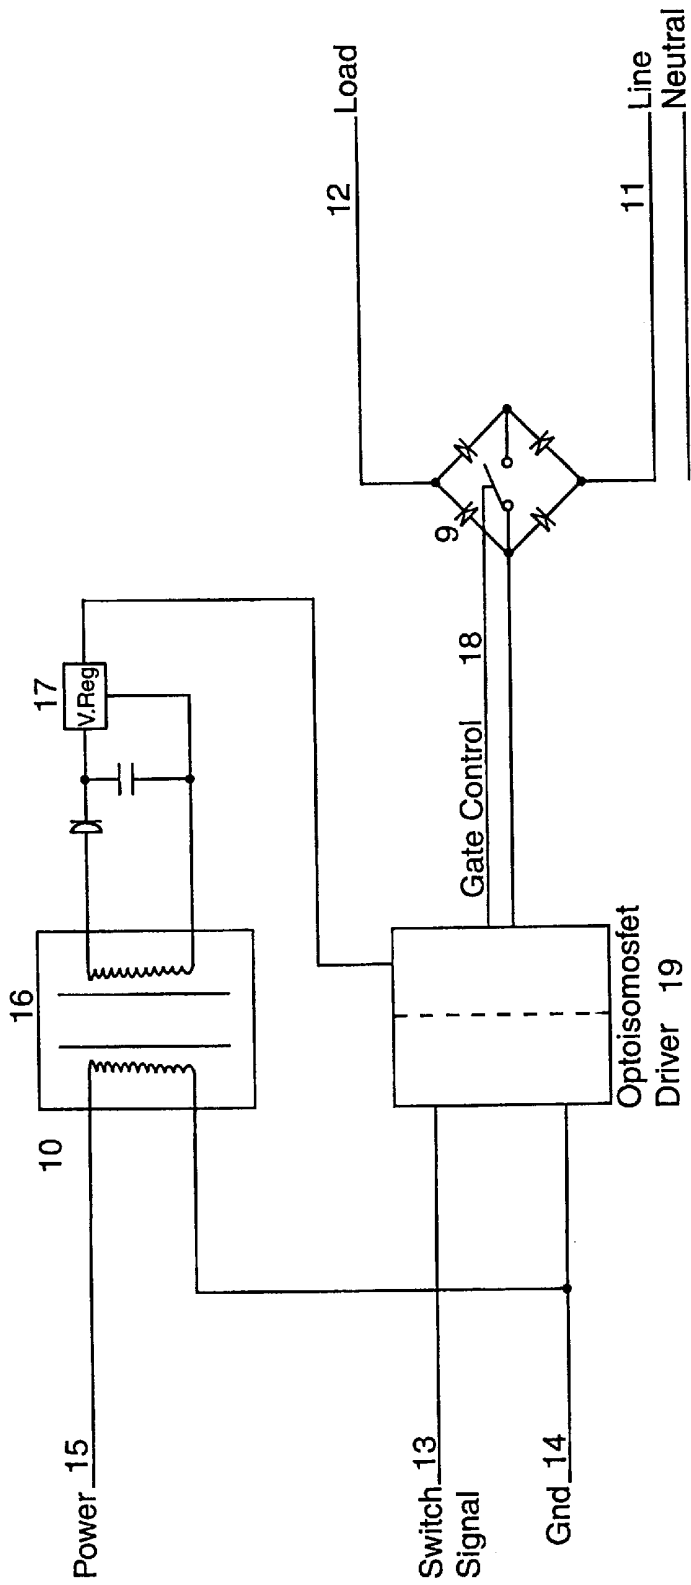 Power 15
10
16
17
V.Reg
Switch 13
Signal
Gnd 14
Optoisomosfet
Driver 19
Gate Control 18
9
12 Load
11 Line
Neutral